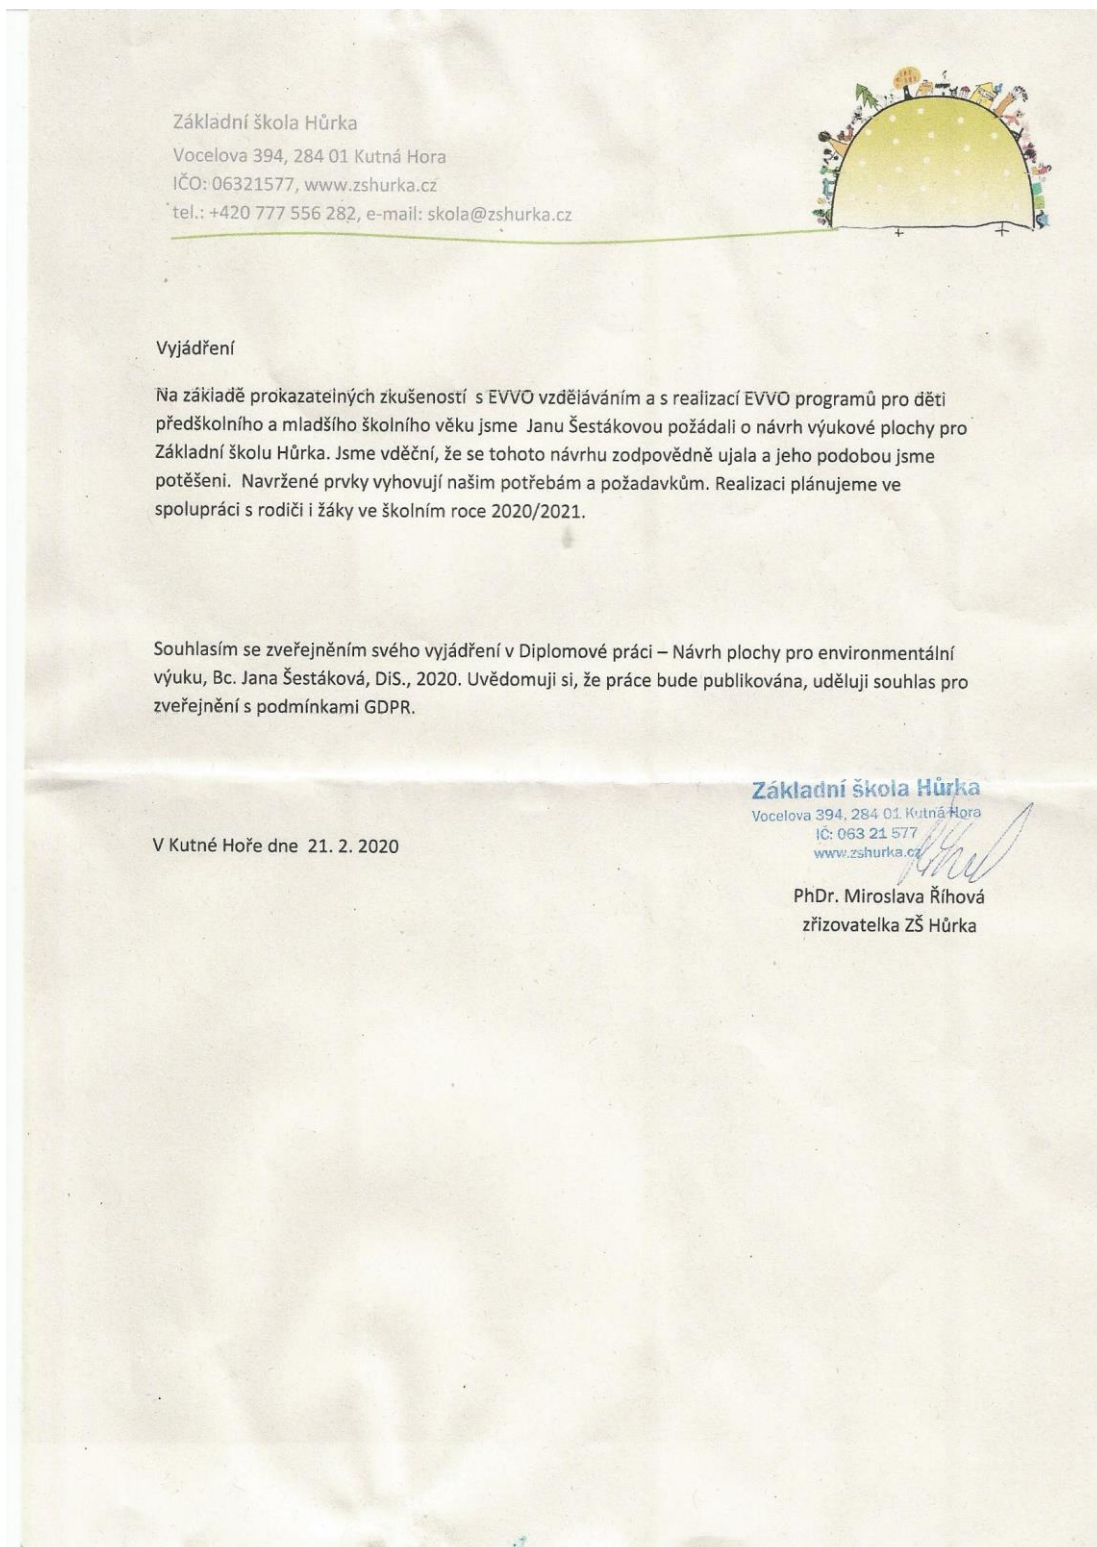 Základní škola Hůrka
Vocelova 394, 284 01 Kutná Hora
IČO: 06321577, www.zshurka.cz
tel.: +420 777 556 282, e-mail: skola@zshurka.cz
Vyjádření
Na základě prokazatelných zkušeností s EVVO vzděláváním a s realizací EVVO programů pro děti
předškolního a mladšího školního věku jsme Janu Šestákovou požádali o návrh výukové plochy pro
Základní školu Hůrka. Jsme vděční, že se tohoto návrhu zodpovědně ujala a jeho podobou jsme
potěšeni. Navržené prvky vyhovují našim potřebám a požadavkům. Realizaci plánujeme ve
spolupráci s rodiči i žáky ve školním roce 2020/2021.
Souhlasím se zveřejněním svého vyjádření v Diplomové práci – Návrh plochy pro environmentální
výuku, Bc. Jana Šestáková, DiS., 2020. Uvědomuji si, že práce bude publikována, uděluji souhlas pro
zveřejnění s podmínkami GDPR.
Základní škola Hůrka
Vocelova 394, 284 01 Kutná Hora
IČ: 063 21 577
www.zshurka.cz
V Kutné Hoře dne 21. 2. 2020
PhDr. Miroslava Říhová
zřizovatelka ZŠ Hůrka